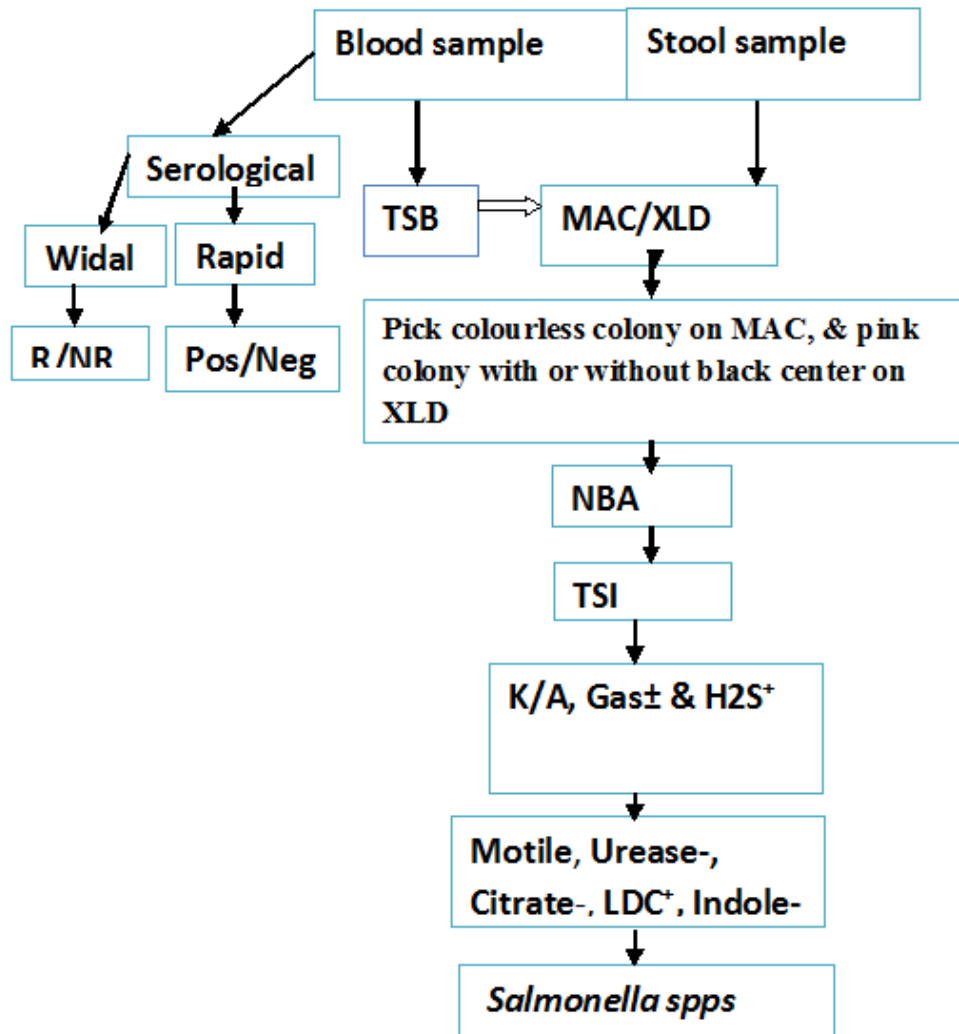 Blood sample
Stool sample
Serological
TSB
MAC/XLD
Widal
Rapid
R/NR
Pos/Neg
Pick colourless colony on MAC, & pink
colony with or without black center on
XLD
NBA
TSI
K/A, Gas± & H2S⁺
Motile, Urease-,
Citrate-, LDC⁺, Indole-
Salmonella spps